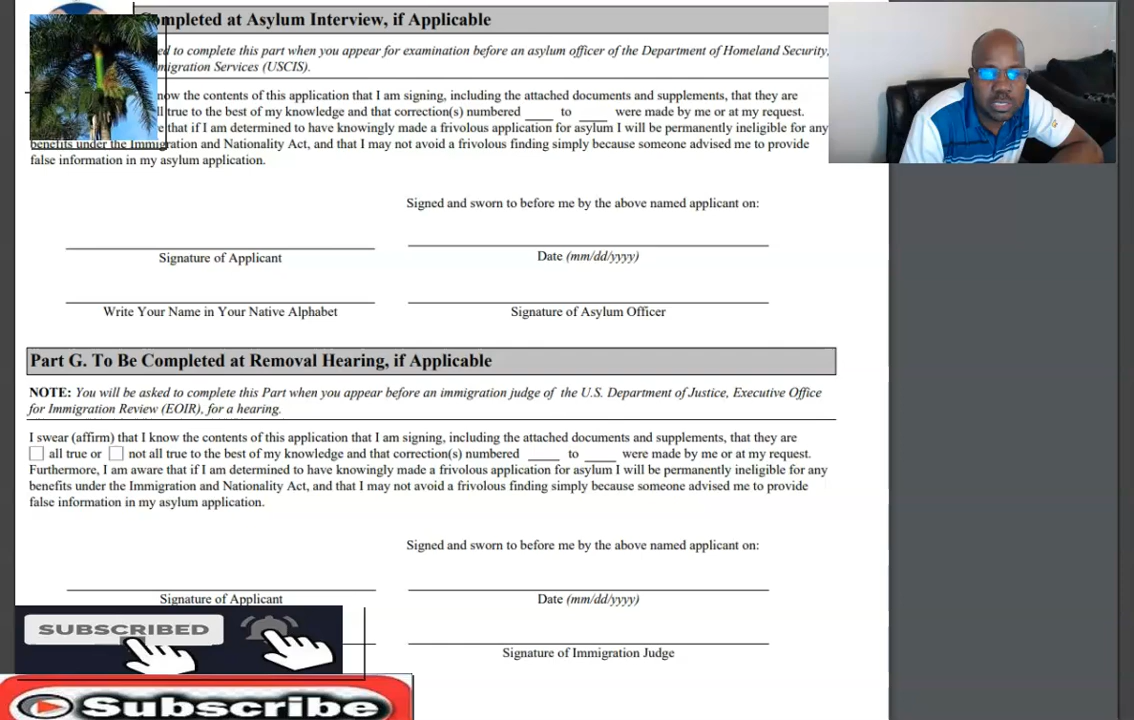 ompleted at Asylum Interview, if Applicable
ed to complete this part when you appear for examination before an asylum officer of the Department of Homeland Security,
migration Services (USCIS).
now the contents of this application that I am signing, including the attached documents and supplements, that they are
ll true to the best of my knowledge and that correction(s) numbered ____ to ____ were made by me or at my request.
e that if I am determined to have knowingly made a frivolous application for asylum I will be permanently ineligible for any
benefits under the Immigration and Nationality Act, and that I may not avoid a frivolous finding simply because someone advised me to provide
false information in my asylum application.
Signed and sworn to before me by the above named applicant on:
Signature of Applicant
Date (mm/dd/yyyy)
Write Your Name in Your Native Alphabet
Signature of Asylum Officer
Part G. To Be Completed at Removal Hearing, if Applicable
NOTE: You will be asked to complete this Part when you appear before an immigration judge of the U.S. Department of Justice, Executive Office
for Immigration Review (EOIR), for a hearing.
I swear (affirm) that I know the contents of this application that I am signing, including the attached documents and supplements, that they are
all true or not all true to the best of my knowledge and that correction(s) numbered ____ to ____ were made by me or at my request.
Furthermore, I am aware that if I am determined to have knowingly made a frivolous application for asylum I will be permanently ineligible for any
benefits under the Immigration and Nationality Act, and that I may not avoid a frivolous finding simply because someone advised me to provide
false information in my asylum application.
Signed and sworn to before me by the above named applicant on:
Signature of Applicant
Date (mm/dd/yyyy)
SUBSCRIBED
Signature of Immigration Judge
Subscribe